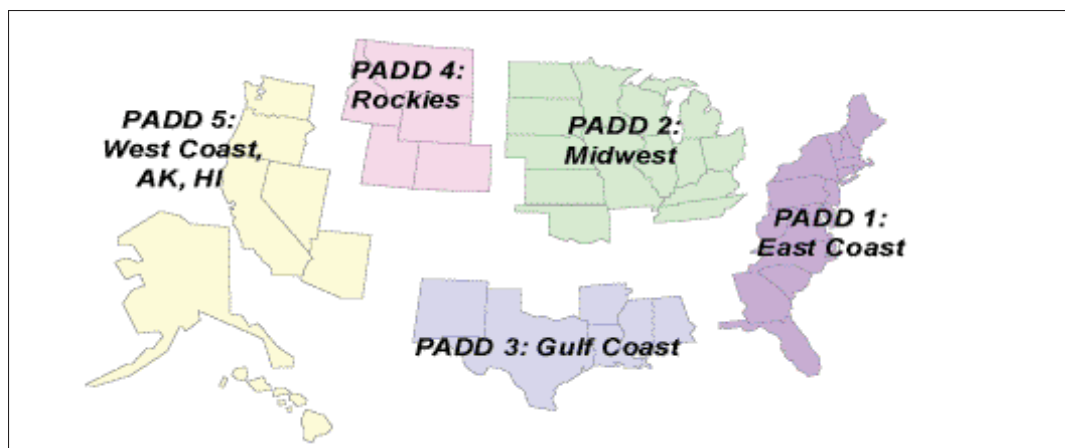 PADD 4:
Rockies
PADD 5:
West Coast,
AK, HI
PADD 2:
Midwest
PADD 1:
East Coast
PADD 3: Gulf Coast